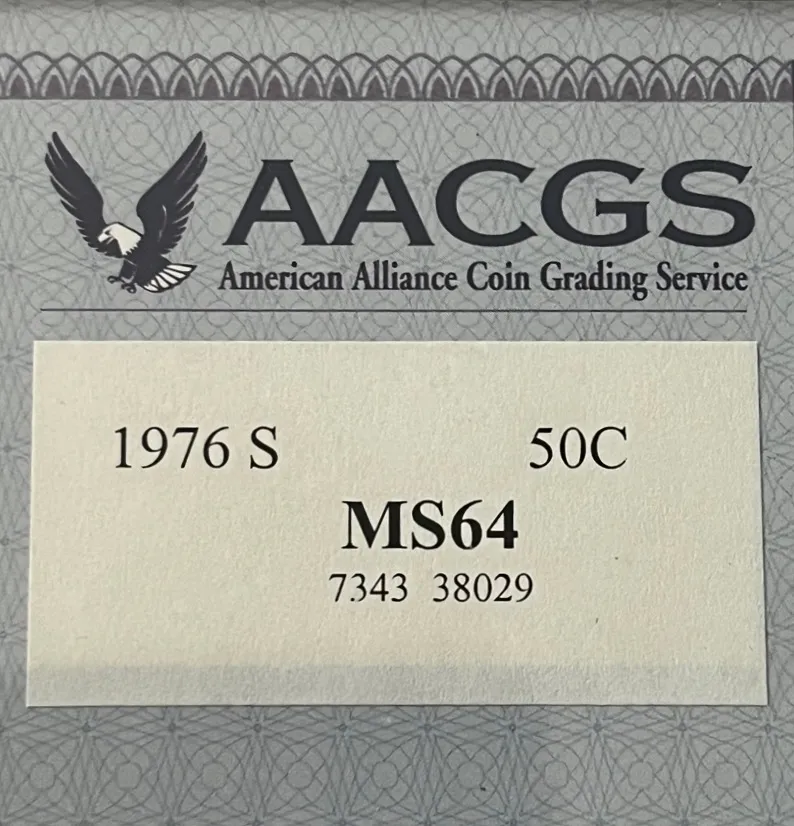 AACGS
American Alliance Coin Grading Service
1976 S 50C
MS64
7343 38029